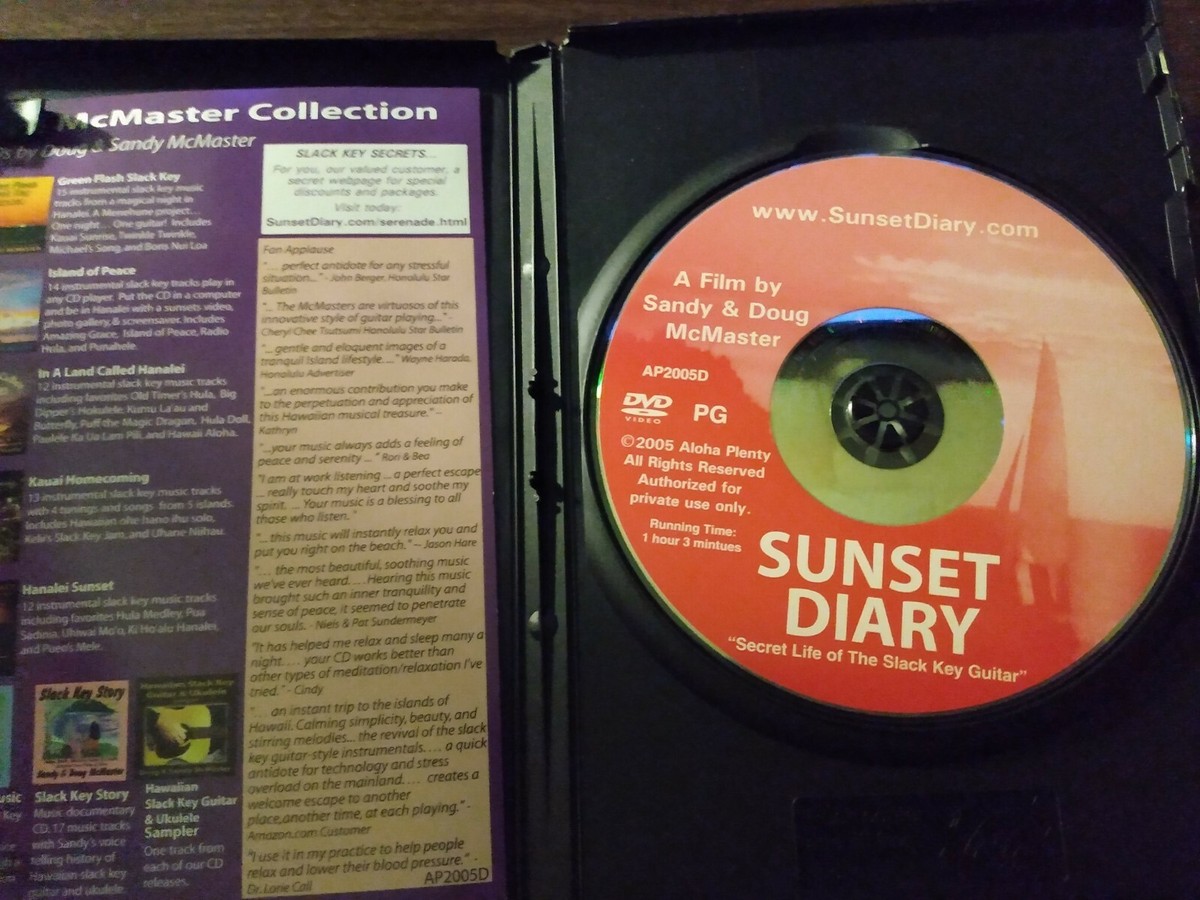 McMaster Collection
by Doug & Sandy McMaster
Green Flash Slack Key
15 instrumental slack key music
tracks from a magical night in
Hanalei. A Menehune project...
One night... One guitar! Includes
Kauai Sunrise, Twinkle Twinkle,
Michael's Song, and Boris Nui Loa
Island of Peace
14 instrumental slack key tracks play in
any CD player. Put the CD in a computer
and be in Hanalei with a sunsets video,
photo gallery, & screensaver. Includes
Amazing Grace, Island of Peace, Radio
Hula, and Punahele.
In A Land Called Hanalei
12 instrumental slack key music tracks
including favorites Old Timer's Hula, Big
Dipper's Hokulele, Kumu La'au and
Butterfly, Puff the Magic Dragon, Hula Doll,
Paulele Ka Ua Lam Pili, and Hawaii Aloha.
Kauai Homecoming
13 instrumental slack key music tracks
with 4 tunings and songs from 5 islands.
Includes Hawaiian ohe hano ihu solo,
Keki's Slack Key Jam, and Uhane Niihau.
Hanalei Sunset
12 instrumental slack key music tracks
including favorites Hula Medley, Pua
Sadinia, Uhiwai Mo'o, Ki Ho'alu Hanalei,
and Pueo's Mele.
Slack Key Story
Sandy & Doug McMaster
Slack Key Story
Music documentary
CD. 17 music tracks
with Sandy's voice
telling history of
Hawaiian slack key
guitar and ukulele.
Hawaiian Slack Key
Guitar & Ukulele
Hawaiian
Slack Key Guitar
& Ukulele
Sampler
One track from
each of our CD
releases.
SLACK KEY SECRETS...
For you, our valued customer, a
secret webpage for special
discounts and packages.
Visit today:
SunsetDiary.com/serenade.html
Fan Applause
"... perfect antidote for any stressful
situation..." - John Berger, Honolulu Star
Bulletin
"... The McMasters are virtuosos of this
innovative style of guitar playing...." -
Cheryl Chee Tsutsumi Honolulu Star Bulletin
"...gentle and eloquent images of a
tranquil Island lifestyle...." Wayne Harada,
Honolulu Advertiser
"...an enormous contribution you make
to the perpetuation and appreciation of
this Hawaiian musical treasure." -
Kathryn
"...your music always adds a feeling of
peace and serenity ..." Ron & Bea
"I am at work listening ... a perfect escape
... really touch my heart and soothe my
spirit. ... Your music is a blessing to all
those who listen. "
"... this music will instantly relax you and
put you right on the beach." -- Jason Hare
"... the most beautiful, soothing music
we've ever heard. ... Hearing this music
brought such an inner tranquility and
sense of peace, it seemed to penetrate
our souls. - Niels & Pat Sundermeyer
"It has helped me relax and sleep many a
night. ... your CD works better than
other types of meditation/relaxation I've
tried." - Cindy
"... an instant trip to the islands of
Hawaii. Calming simplicity, beauty, and
stirring melodies... the revival of the slack
key guitar-style instrumentals. ... a quick
antidote for technology and stress
overload on the mainland. ... creates a
welcome escape to another
place,another time, at each playing." -
Amazon.com Customer
"I use it in my practice to help people
relax and lower their blood pressure." -
Dr. Lorie Call
AP2005D
www.SunsetDiary.com
A Film by
Sandy & Doug
McMaster
AP2005D
DVD
VIDEO
PG
©2005 Aloha Plenty
All Rights Reserved
Authorized for
private use only.
Running Time:
1 hour 3 mintues
SUNSET
DIARY
"Secret Life of The Slack Key Guitar"